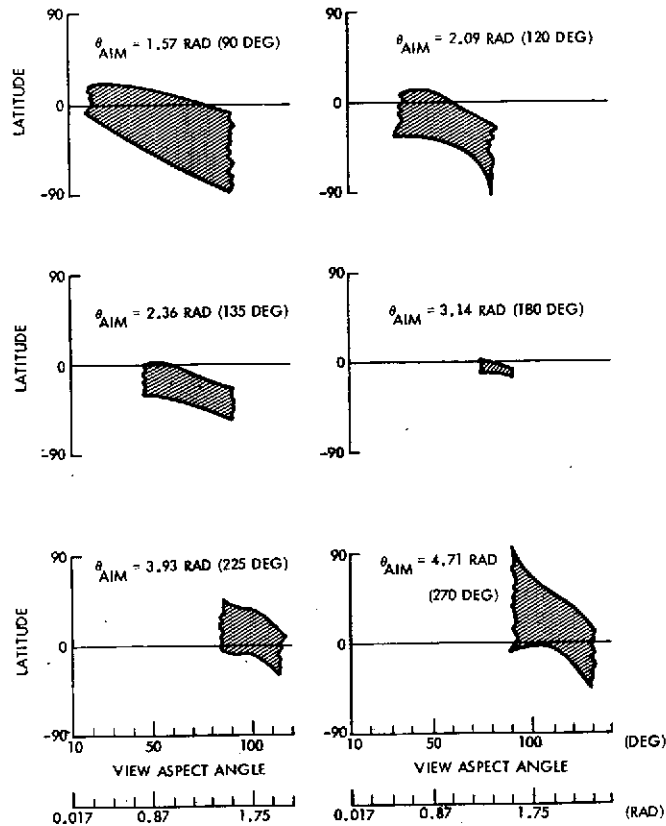 90
θAIM = 1.57 RAD (90 DEG)
LATITUDE
0
-90
90
θAIM = 2.09 RAD (120 DEG)
0
-90
90
θAIM = 2.36 RAD (135 DEG)
LATITUDE
0
-90
90
θAIM = 3.14 RAD (180 DEG)
0
-90
90
θAIM = 3.93 RAD (225 DEG)
LATITUDE
0
-90
10 50 100
VIEW ASPECT ANGLE
0.017 0.87 1.75
90
θAIM = 4.71 RAD
(270 DEG)
0
-90
10 50 100 (DEG)
VIEW ASPECT ANGLE
0.017 0.87 1.75 (RAD)